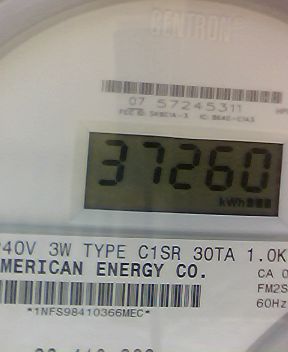 CENTRON
07 57245311
37260
kWh
240V 3W TYPE C1SR 30TA 1.0K
AMERICAN ENERGY CO.
CA 0
FM2S
60Hz
*1NFS98410366MEC*